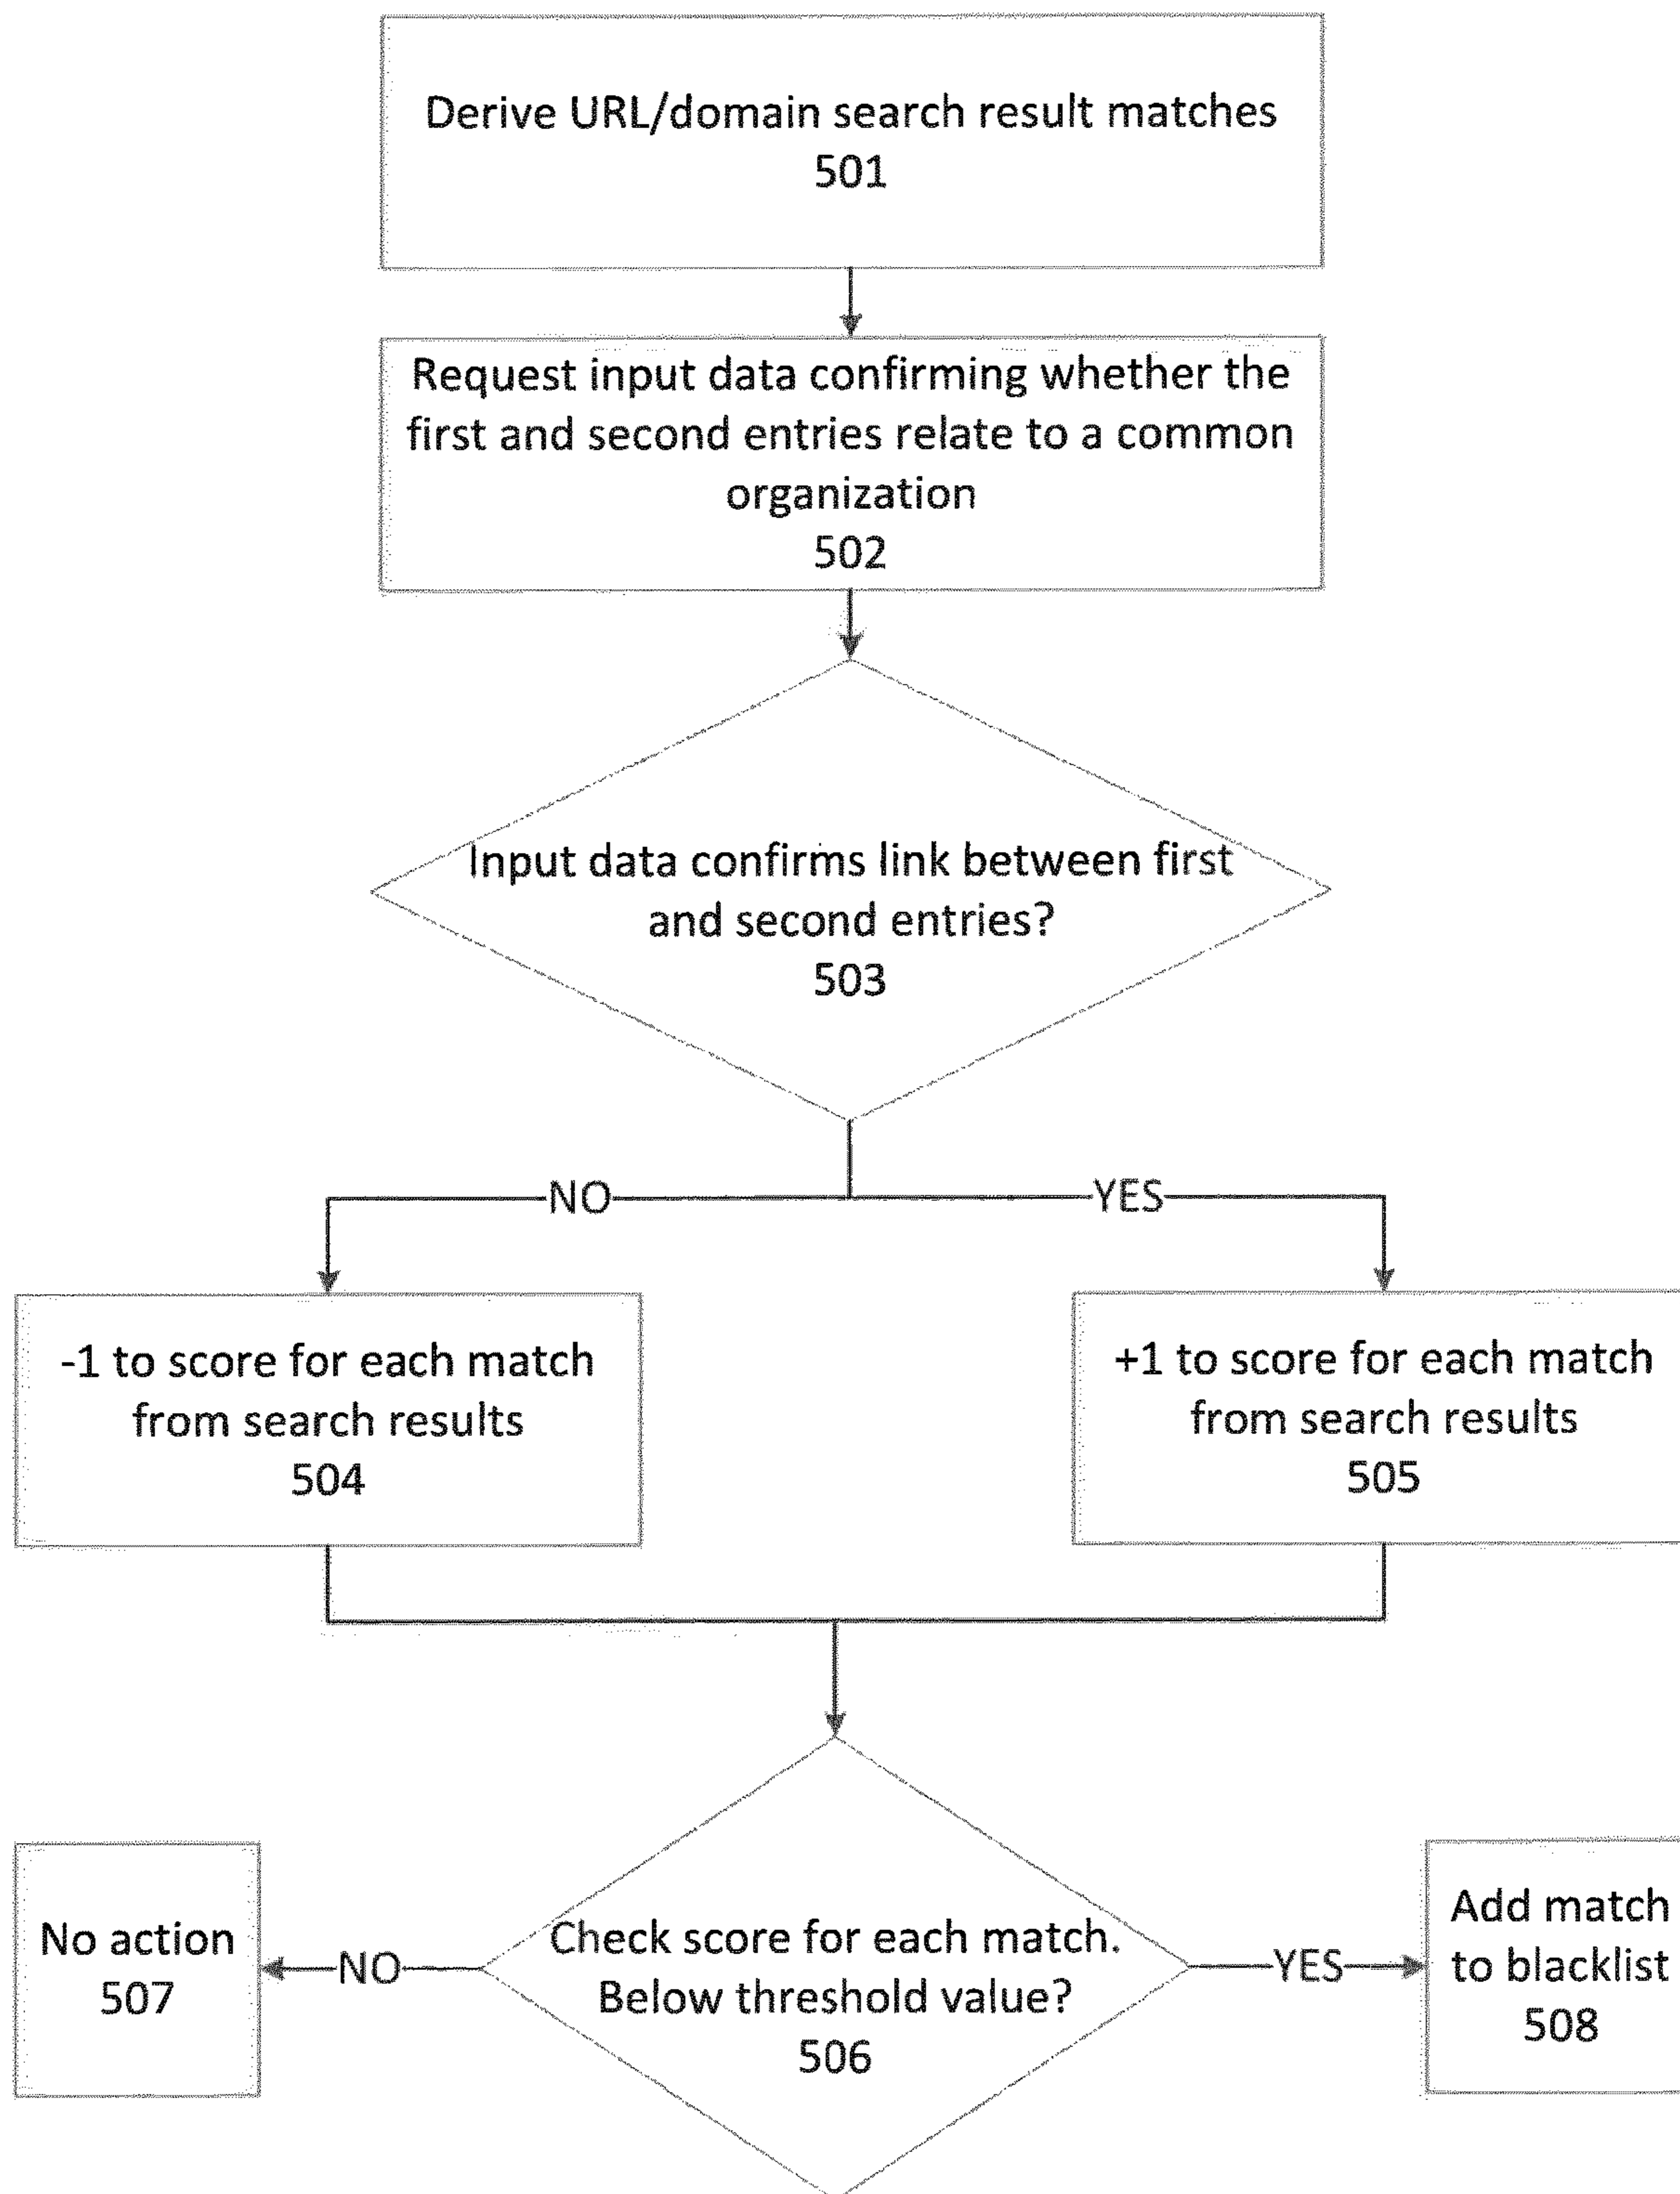 Derive URL/domain search result matches
501
Request input data confirming whether the
first and second entries relate to a common
organization
502
Input data confirms link between first
and second entries?
503
NO
YES
-1 to score for each match
from search results
504
+1 to score for each match
from search results
505
No action
507
NO
Check score for each match.
Below threshold value?
506
YES
Add match
to blacklist
508